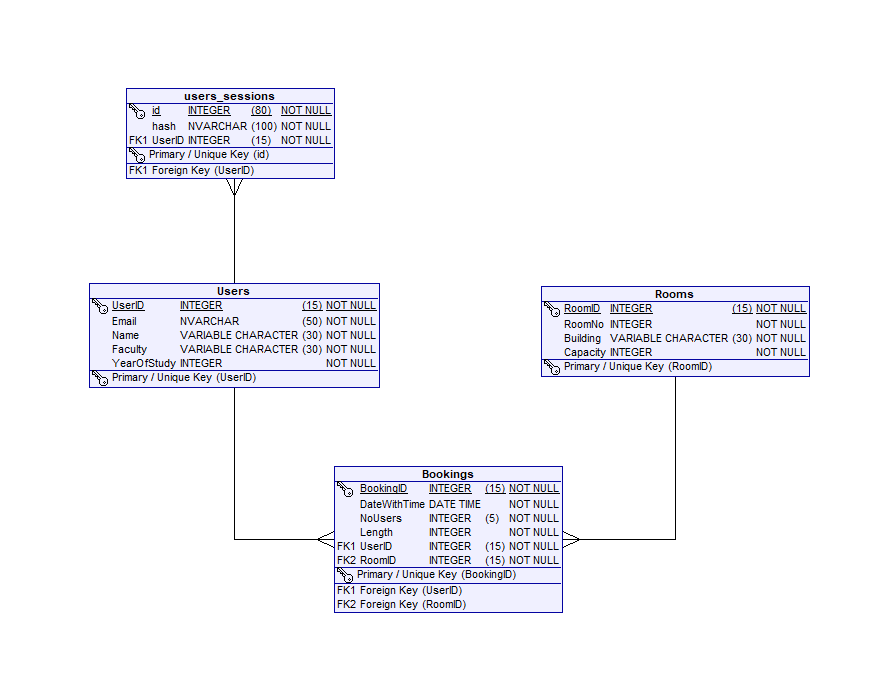 users_sessions
id INTEGER (80) NOT NULL
hash NVARCHAR (100) NOT NULL
FK1 UserID INTEGER (15) NOT NULL
Primary / Unique Key (id)
FK1 Foreign Key (UserID)
Users
UserID INTEGER (15) NOT NULL
Email NVARCHAR (50) NOT NULL
Name VARIABLE CHARACTER (30) NOT NULL
Faculty VARIABLE CHARACTER (30) NOT NULL
YearOfStudy INTEGER NOT NULL
Primary / Unique Key (UserID)
Rooms
RoomID INTEGER (15) NOT NULL
RoomNo INTEGER NOT NULL
Building VARIABLE CHARACTER (30) NOT NULL
Capacity INTEGER NOT NULL
Primary / Unique Key (RoomID)
Bookings
BookingID INTEGER (15) NOT NULL
DateWithTime DATE TIME NOT NULL
NoUsers INTEGER (5) NOT NULL
Length INTEGER NOT NULL
FK1 UserID INTEGER (15) NOT NULL
FK2 RoomID INTEGER (15) NOT NULL
Primary / Unique Key (BookingID)
FK1 Foreign Key (UserID)
FK2 Foreign Key (RoomID)